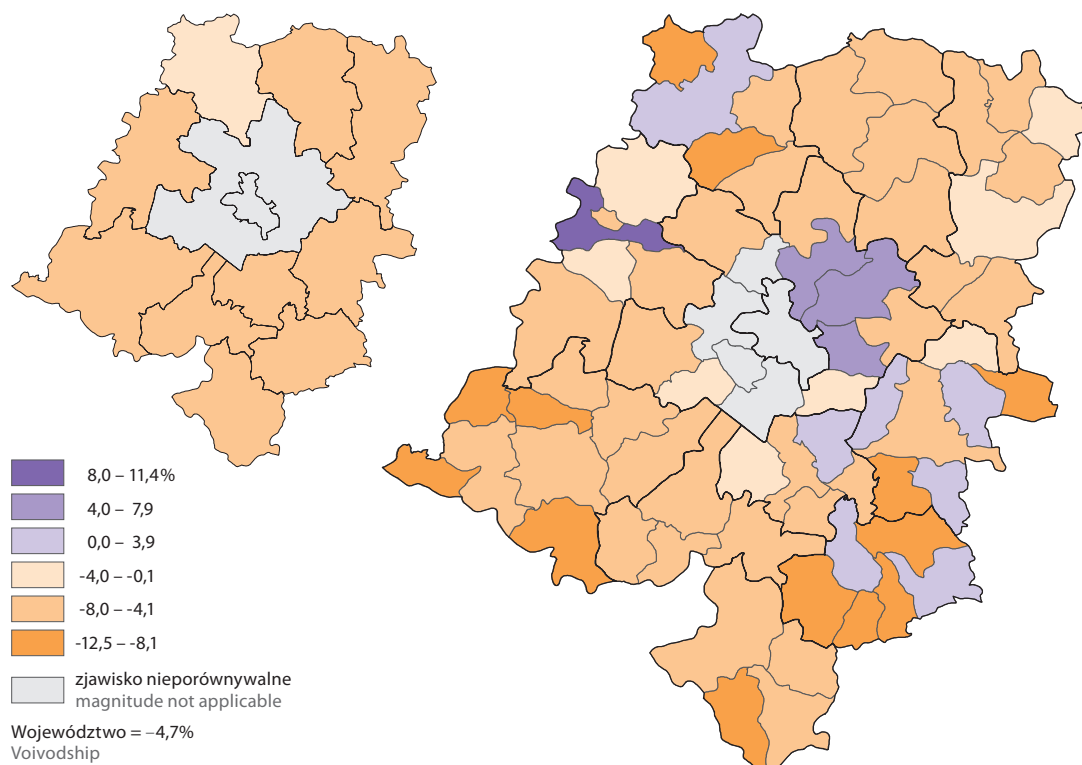 8,0 – 11,4%
4,0 – 7,9
0,0 – 3,9
-4,0 – -0,1
-8,0 – -4,1
-12,5 – -8,1
zjawisko nieporównywalne
magnitude not applicable
Województwo = –4,7%
Voivodship